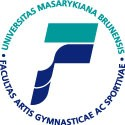 UNIVERSITAS MASARYKIANA BRUNENSIS
• FACULTAS ARTIS GYMNASTICAE AC SPORTIVAE •